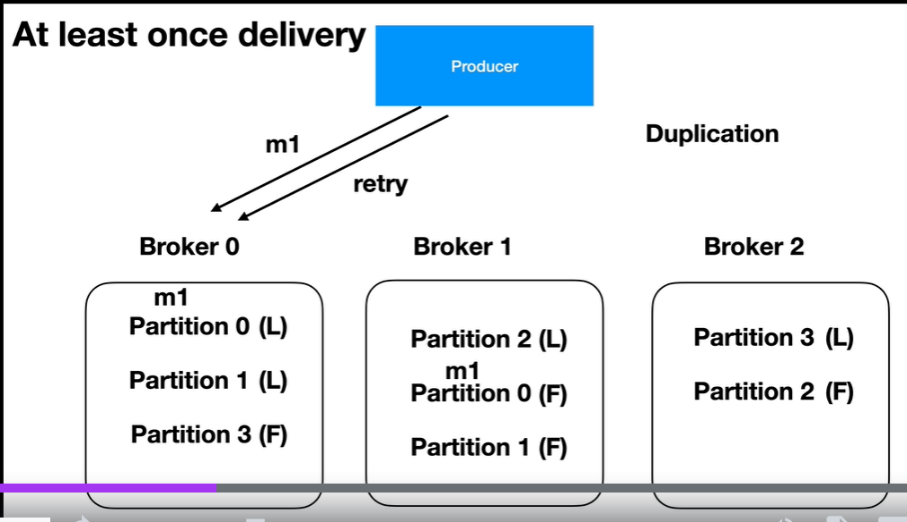 At least once delivery
Producer
Duplication
m1
retry
Broker 0
m1
Partition 0 (L)
Partition 1 (L)
Partition 3 (F)
Broker 1
Partition 2 (L)
m1
Partition 0 (F)
Partition 1 (F)
Broker 2
Partition 3 (L)
Partition 2 (F)